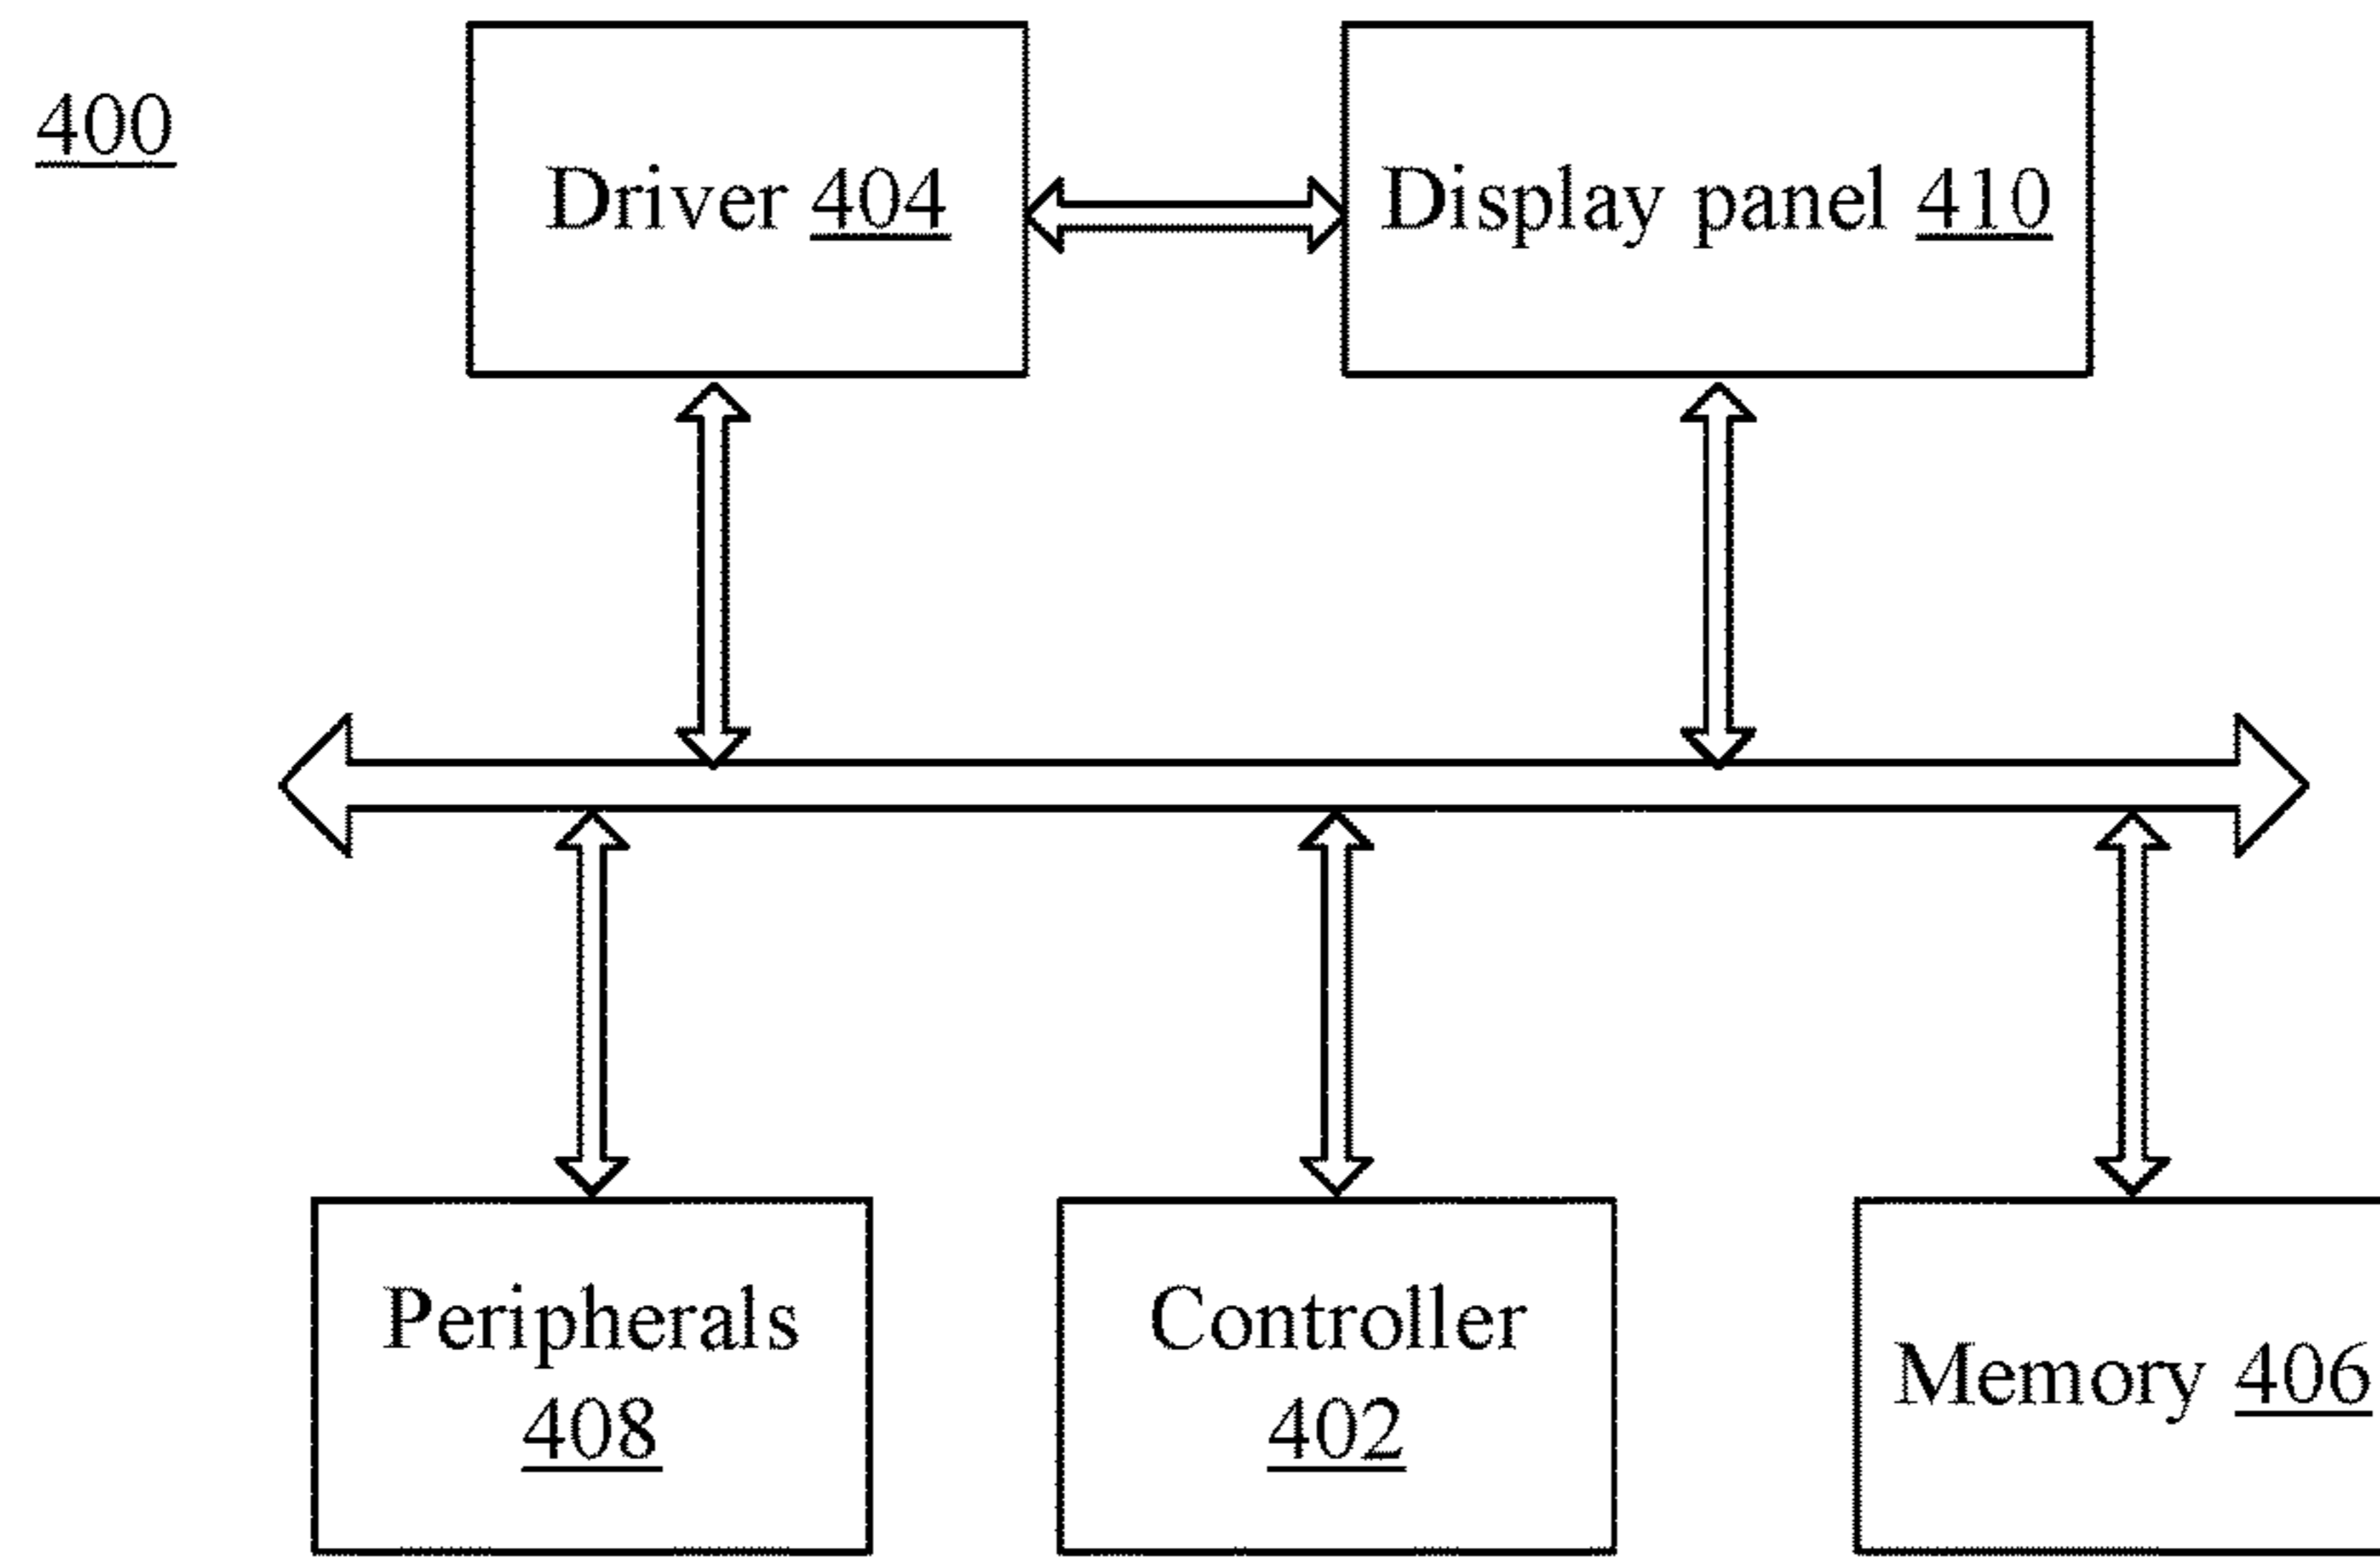 400
Driver 404
Display panel 410
Peripherals
408
Controller
402
Memory 406